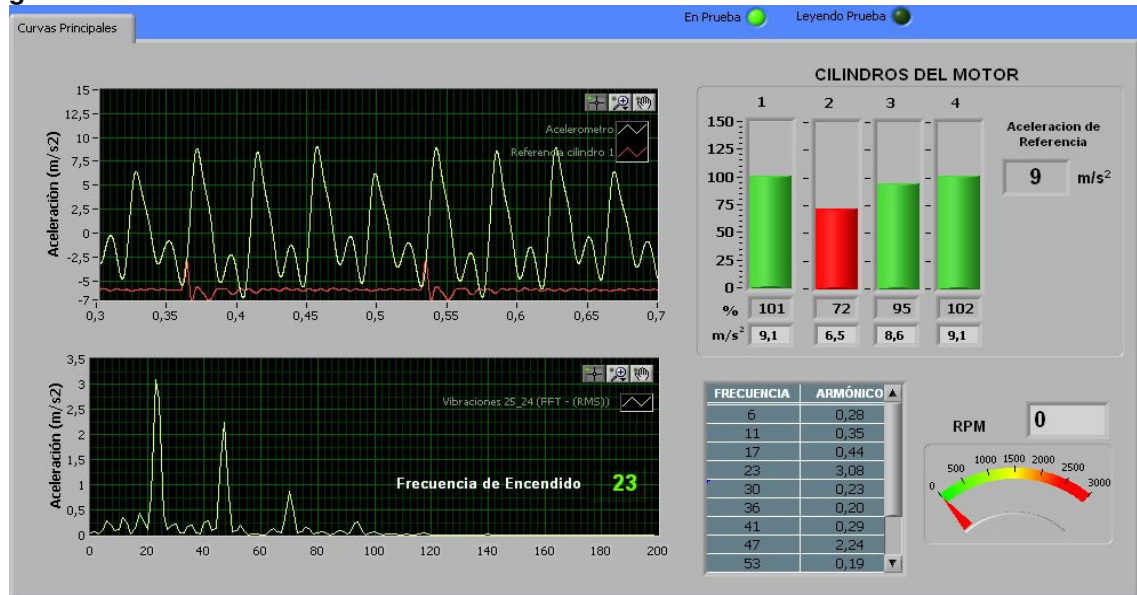 En Prueba
Leyendo Prueba
Curvas Principales
15
12,5
10
7,5
5
2,5
0
-2,5
-5
-7
Aceleración (m/s2)
Acelerometro
Referencia cilindro 1
0,3 0,35 0,4 0,45 0,5 0,55 0,6 0,65 0,7
3,5
3
2,5
2
1,5
1
0,5
0
Aceleración (m/s2)
Vibraciones 25_24 (FFT - (RMS))
Frecuencia de Encendido 23
0 20 40 60 80 100 120 140 160 180 200
CILINDROS DEL MOTOR
1 2 3 4
150
125
100
75
50
25
0
% 101 72 95 102
m/s² 9,1 6,5 8,6 9,1
Aceleracion de
Referencia
9 m/s²
FRECUENCIA ARMÓNICO
6 0,28
11 0,35
17 0,44
23 3,08
30 0,23
36 0,20
41 0,29
47 2,24
53 0,19
RPM 0
0 500 1000 1500 2000 2500 3000